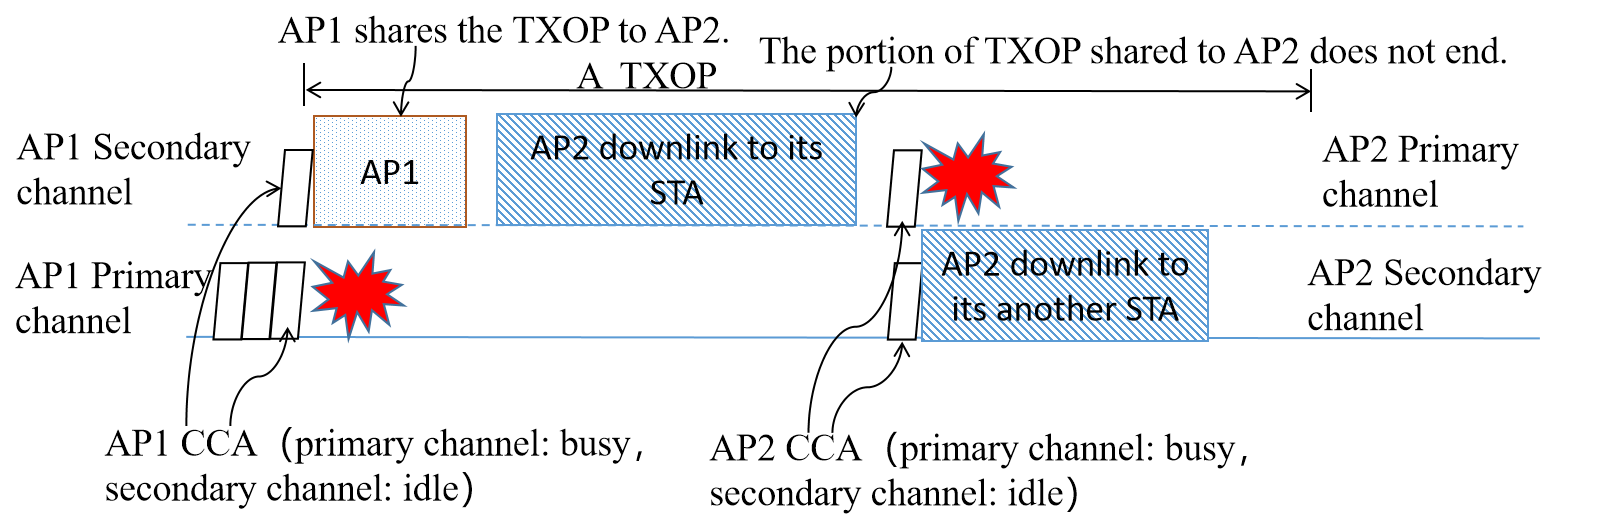 AP1 shares the TXOP to AP2.
The portion of TXOP shared to AP2 does not end.
A TXOP
AP1 Secondary
channel
AP1
AP2 downlink to its
STA
AP2 Primary
channel
AP1 Primary
channel
AP2 downlink to
its another STA
AP2 Secondary
channel
AP1 CCA (primary channel: busy,
secondary channel: idle)
AP2 CCA (primary channel: busy,
secondary channel: idle)